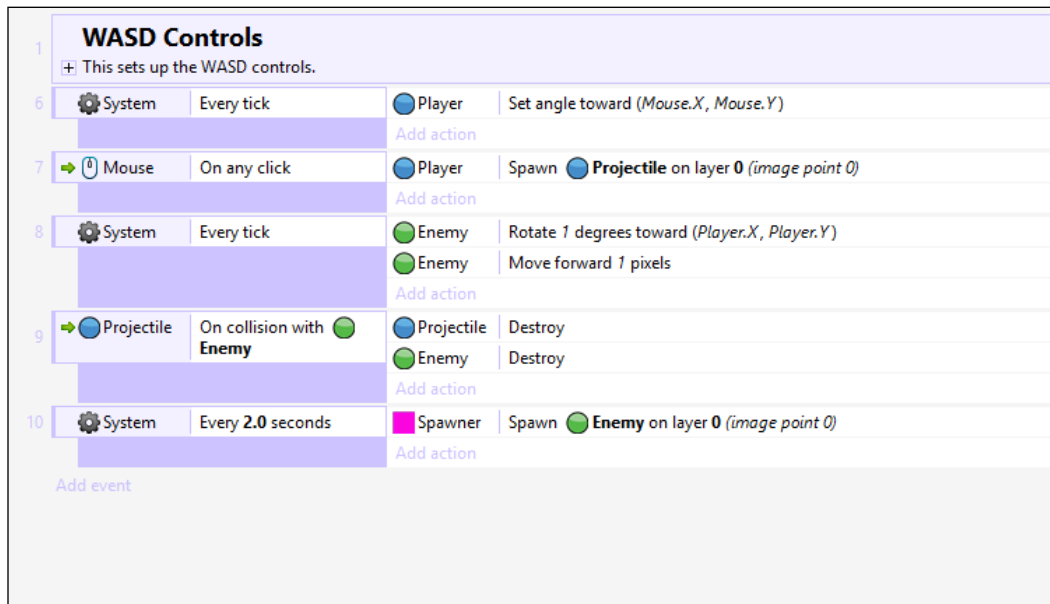 1 WASD Controls
This sets up the WASD controls.
6 System Every tick Player Set angle toward (Mouse.X, Mouse.Y)
Add action
7 Mouse On any click Player Spawn Projectile on layer 0 (image point 0)
Add action
8 System Every tick Enemy Rotate 1 degrees toward (Player.X, Player.Y)
Enemy Move forward 1 pixels
Add action
9 Projectile On collision with Enemy Projectile Destroy
Enemy Destroy
Add action
10 System Every 2.0 seconds Spawner Spawn Enemy on layer 0 (image point 0)
Add action
Add event